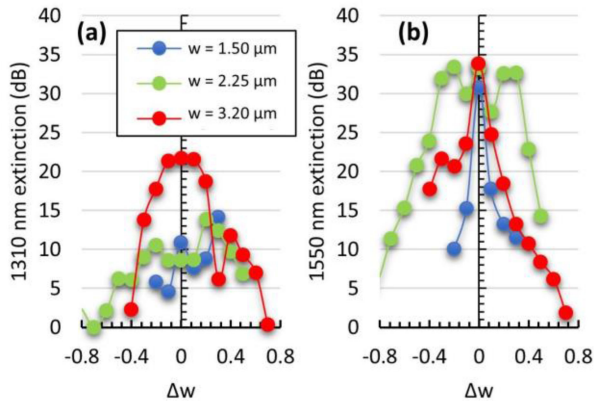 (a)
(b)
w = 1.50 μm
w = 2.25 μm
w = 3.20 μm
1310 nm extinction (dB)
40
35
30
25
20
15
10
5
0
-0.8 -0.4 0 0.4 0.8
Δw
1550 nm extinction (dB)
40
35
30
25
20
15
10
5
0
-0.8 -0.4 0 0.4 0.8
Δw